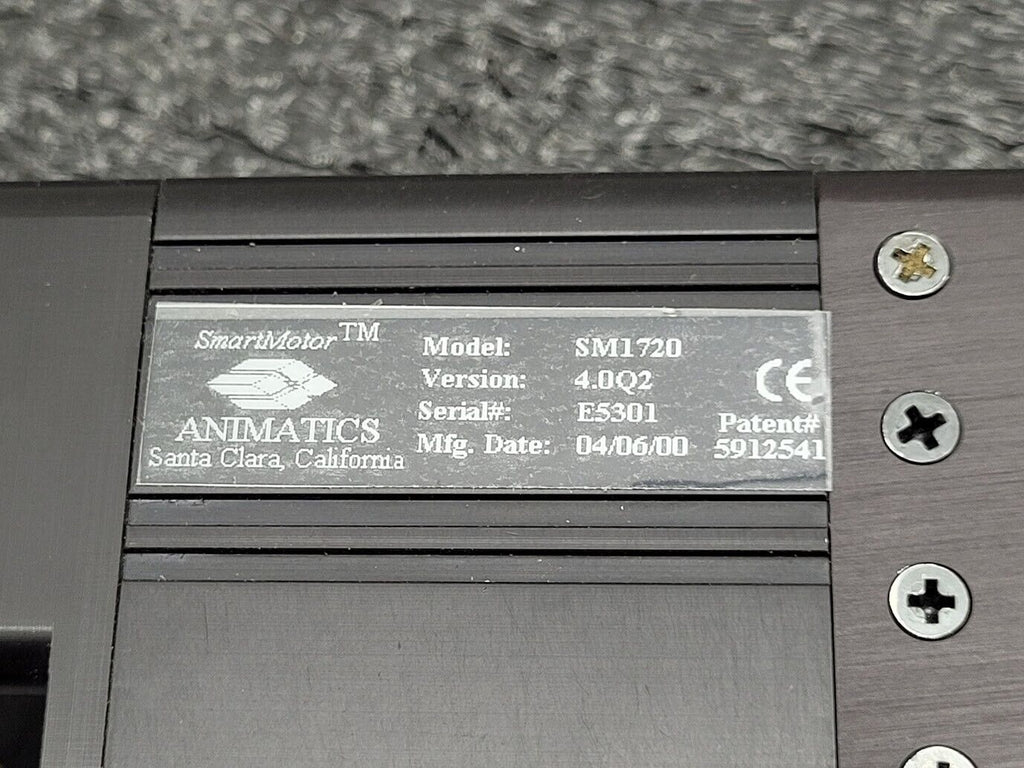 SmartMotor™
ANIMATICS
Santa Clara, California
Model: SM1720
Version: 4.0Q2
Serial#: E5301
Mfg. Date: 04/06/00
CE
Patent#
5912541